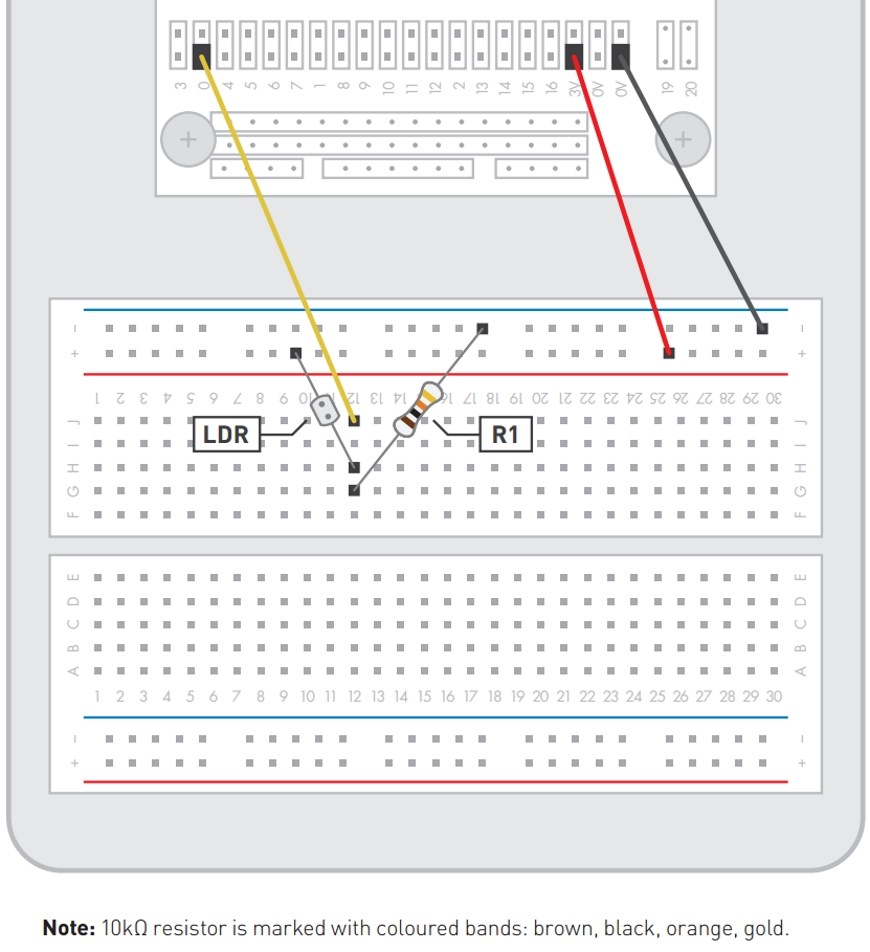 3 0 4 5 6 7 1 8 9 10 11 12 2 13 14 15 16 3V 0V 0V 19 20
− −
+ +
1 2 3 4 5 6 7 8 9 10 11 12 13 14 16 17 18 19 20 21 22 23 24 25 26 27 28 29 30
J J
LDR R1
I I
H H
G G
F F
E E
D D
C C
B B
A A
1 2 3 4 5 6 7 8 9 10 11 12 13 14 15 16 17 18 19 20 21 22 23 24 25 26 27 28 29 30
− −
+ +
Note: 10kΩ resistor is marked with coloured bands: brown, black, orange, gold.